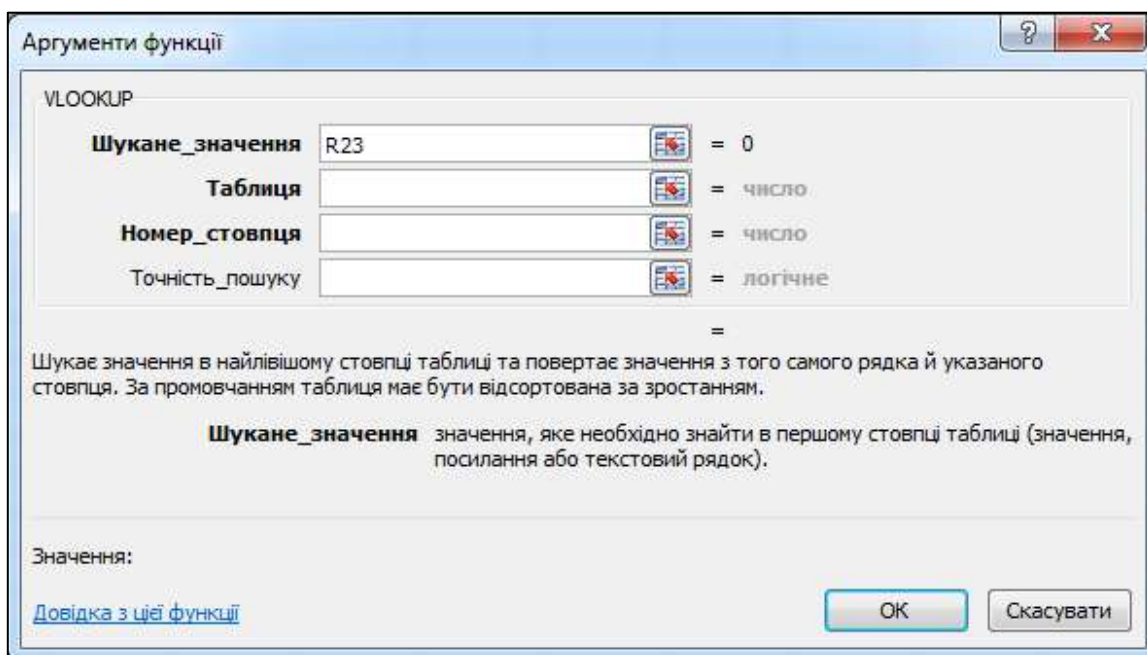 Аргументи функції
VLOOKUP
Шукане_значення R23 = 0
Таблиця = число
Номер_стовпця = число
Точність_пошуку = логічне
=
Шукає значення в найлівішому стовпці таблиці та повертає значення з того самого рядка й указаного
стовпця. За промовчанням таблиця має бути відсортована за зростанням.
Шукане_значення значення, яке необхідно знайти в першому стовпці таблиці (значення,
посилання або текстовий рядок).
Значення:
Довідка з цієї функції
OK Скасувати